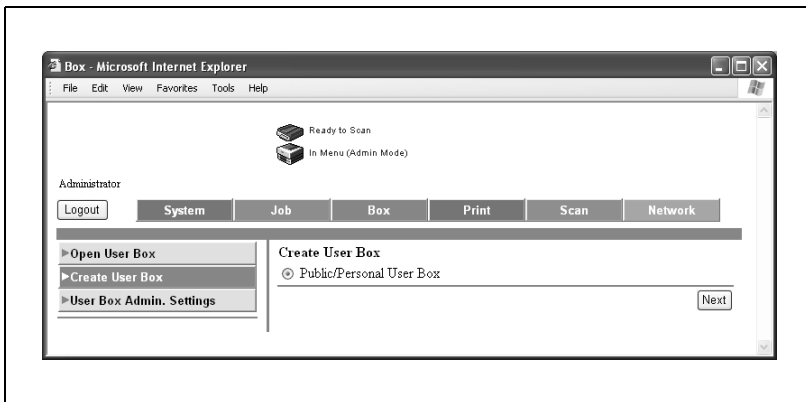 Box - Microsoft Internet Explorer
File Edit View Favorites Tools Help
Ready to Scan
In Menu (Admin Mode)
Administrator
Logout System Job Box Print Scan Network
Open User Box
Create User Box
User Box Admin. Settings
Create User Box
Public/Personal User Box
Next